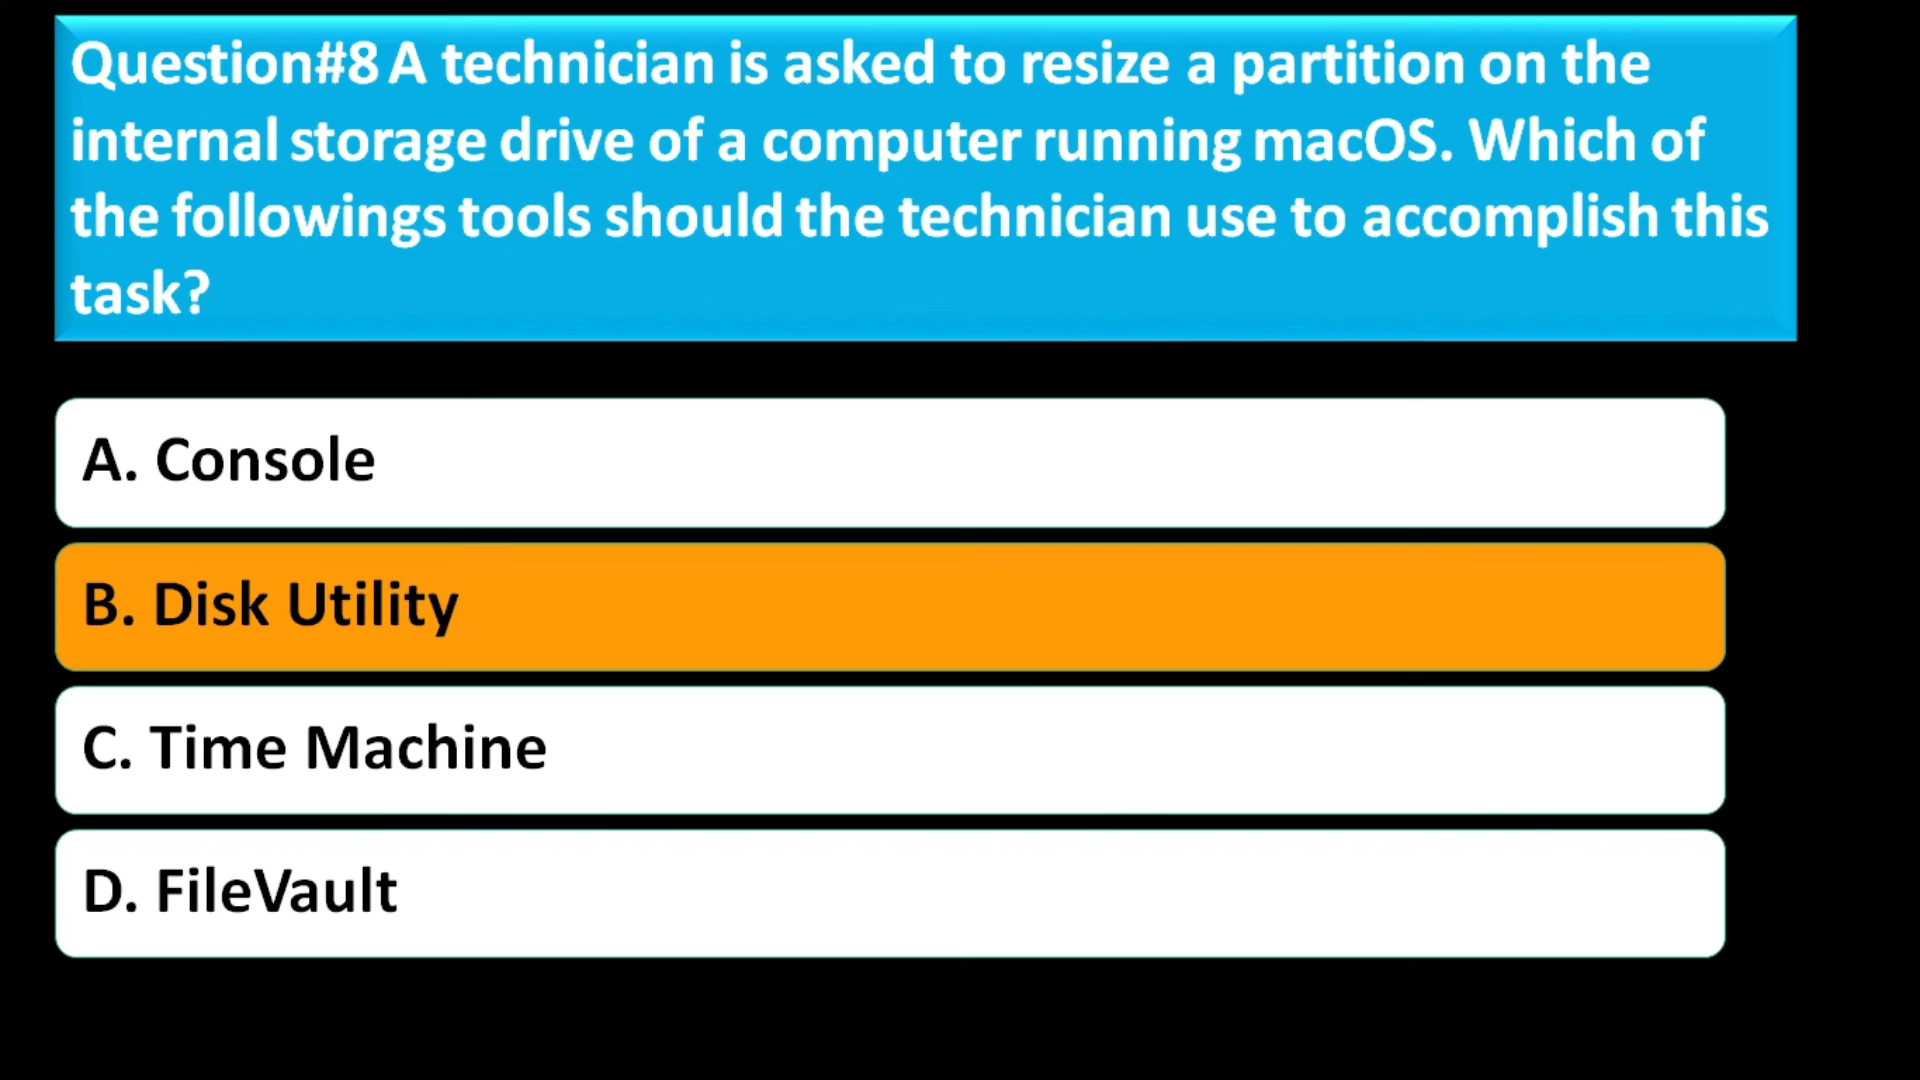 Question#8 A technician is asked to resize a partition on the
internal storage drive of a computer running macOS. Which of
the followings tools should the technician use to accomplish this
task?
A. Console
B. Disk Utility
C. Time Machine
D. FileVault